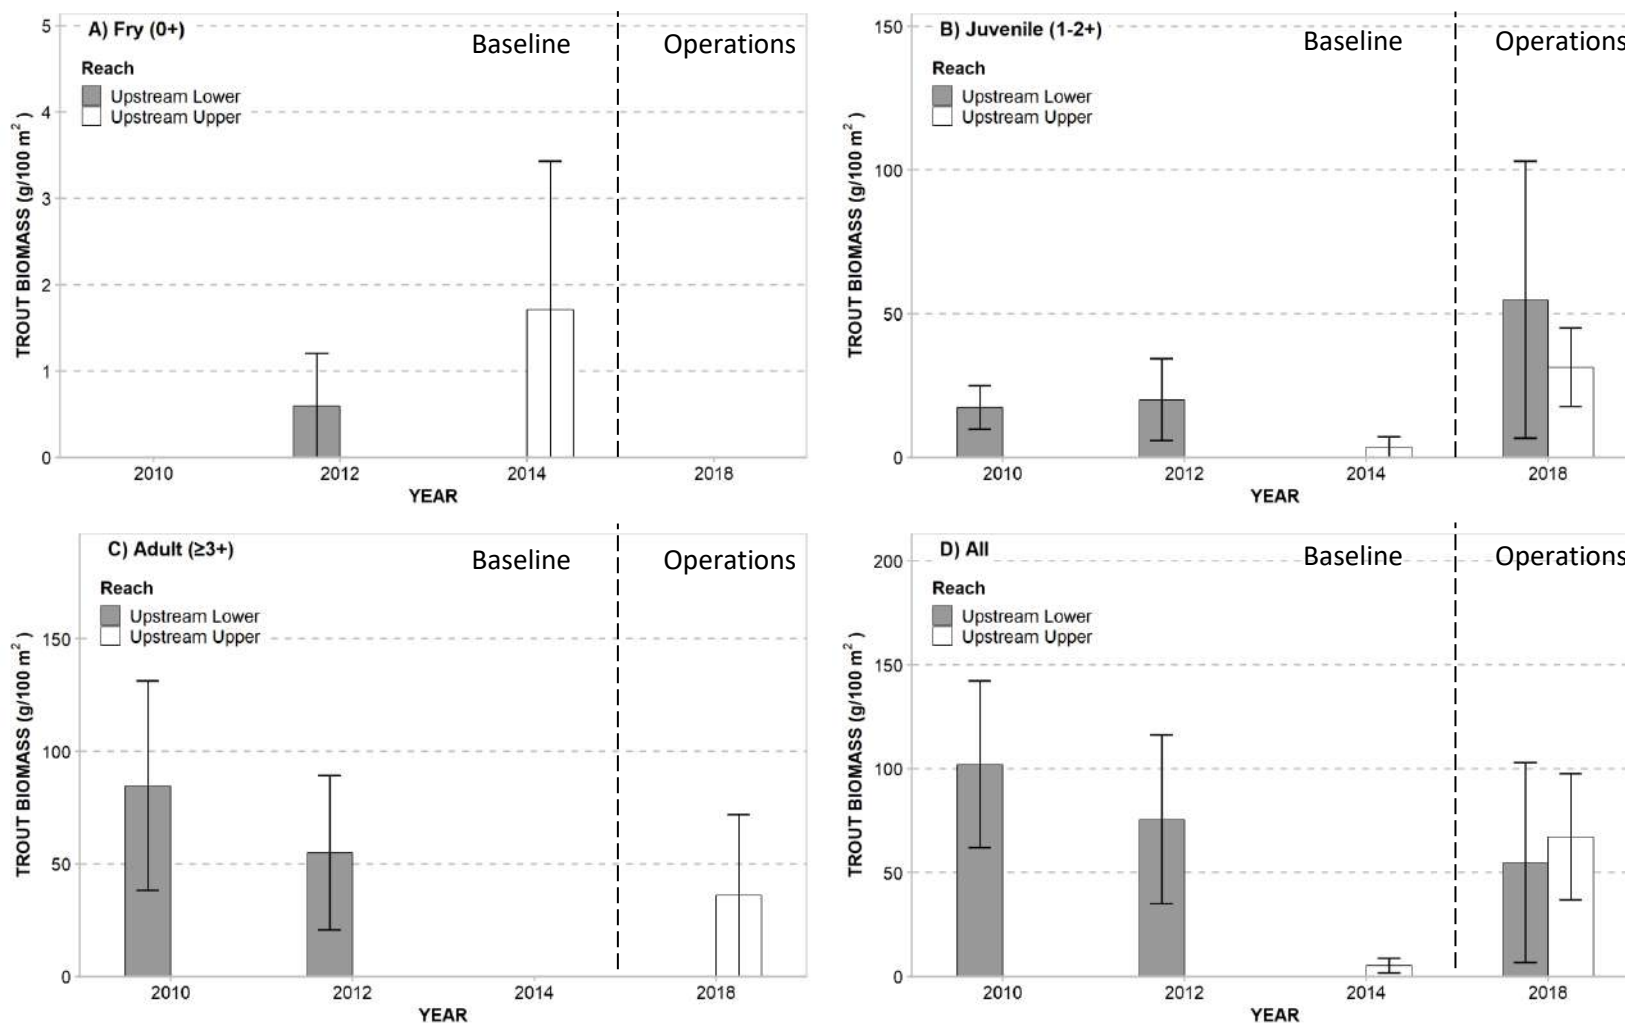 A) Fry (0+)
Baseline
Operations
Reach
Upstream Lower
Upstream Upper
TROUT BIOMASS (g/100 m²)
5
4
3
2
1
0
2010
2012
2014
2018
YEAR
B) Juvenile (1-2+)
Baseline
Operations
Reach
Upstream Lower
Upstream Upper
TROUT BIOMASS (g/100 m²)
150
100
50
0
2010
2012
2014
2018
YEAR
C) Adult (≥3+)
Baseline
Operations
Reach
Upstream Lower
Upstream Upper
TROUT BIOMASS (g/100 m²)
150
100
50
0
2010
2012
2014
2018
YEAR
D) All
Baseline
Operations
Reach
Upstream Lower
Upstream Upper
TROUT BIOMASS (g/100 m²)
200
150
100
50
0
2010
2012
2014
2018
YEAR